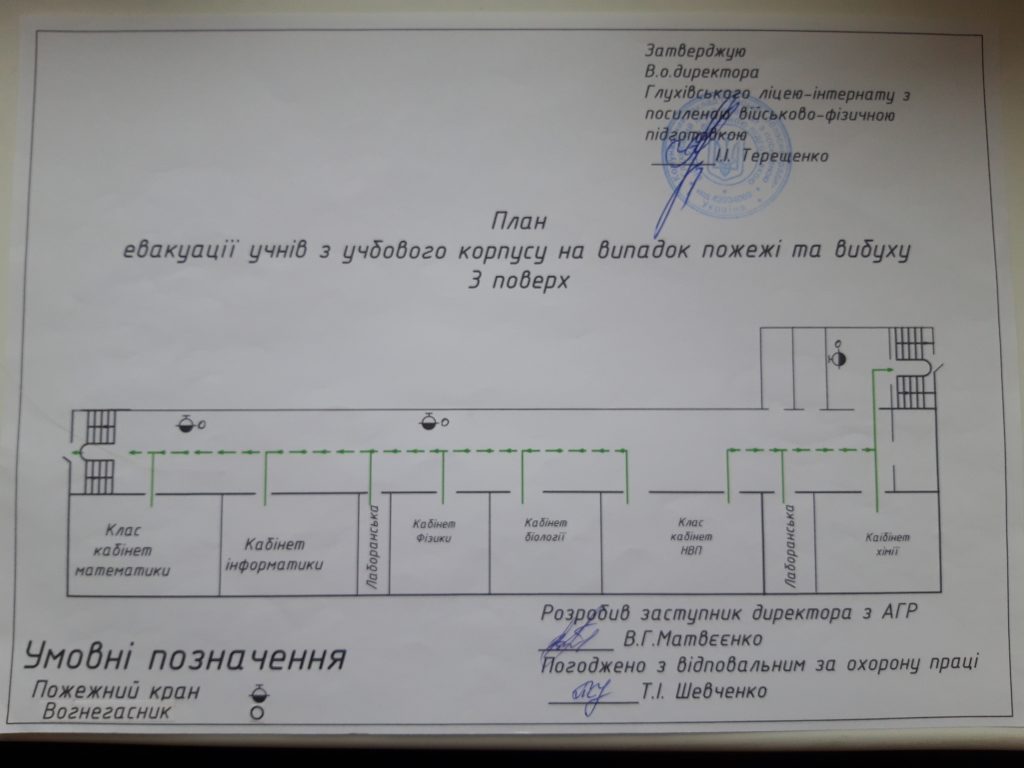 Затверджую
В.о.директора
Глухівського ліцею-інтернату з
посиленою військово-фізичною
підготовкою
І.І. Терещенко
План
евакуації учнів з учбового корпусу на випадок пожежі та вибуху
3 поверх
Клас
кабінет
математики
Кабінет
інформатики
Лаборанська
Кабінет
Фізики
Кабінет
біології
Клас
кабінет
НВП
Лаборанська
Каібінет
хімії
Розробив заступник директора з АГР
В.Г.Матвєєнко
Погоджено з відповальним за охорону праці
Т.І. Шевченко
Умовні позначення
Пожежний кран
Вогнегасник